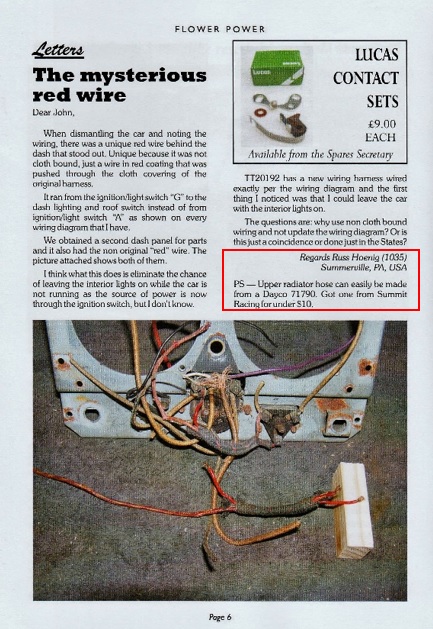 FLOWER POWER
Letters
The mysterious
red wire
Dear John,
When dismantling the car and noting the
wiring, there was a unique red wire behind the
dash that stood out. Unique because it was not
cloth bound, just a wire in red coating that was
pushed through the cloth covering of the
original harness.
It ran from the ignition/light switch "G" to the
dash lighting and roof switch instead of from
ignition/light switch "A" as shown on every
wiring diagram that I have.
We obtained a second dash panel for parts
and it also had the non original "red" wire. The
picture attached shows both of them.
I think what this does is eliminate the chance
of leaving the interior lights on while the car is
not running as the source of power is now
through the ignition switch, but I don't know.
LUCAS
CONTACT
SETS
£9.00
EACH
Available from the Spares Secretary
TT20192 has a new wiring harness wired
exactly per the wiring diagram and the first
thing I noticed was that I could leave the car
with the interior lights on.
The questions are: why use non cloth bound
wiring and not update the wiring diagram? Or is
this just a coincidence or done just in the States?
Regards Russ Hoenig (1035)
Summerville, PA, USA
PS — Upper radiator hose can easily be made
from a Dayco 71790. Got one from Summit
Racing for under $10.
Page 6